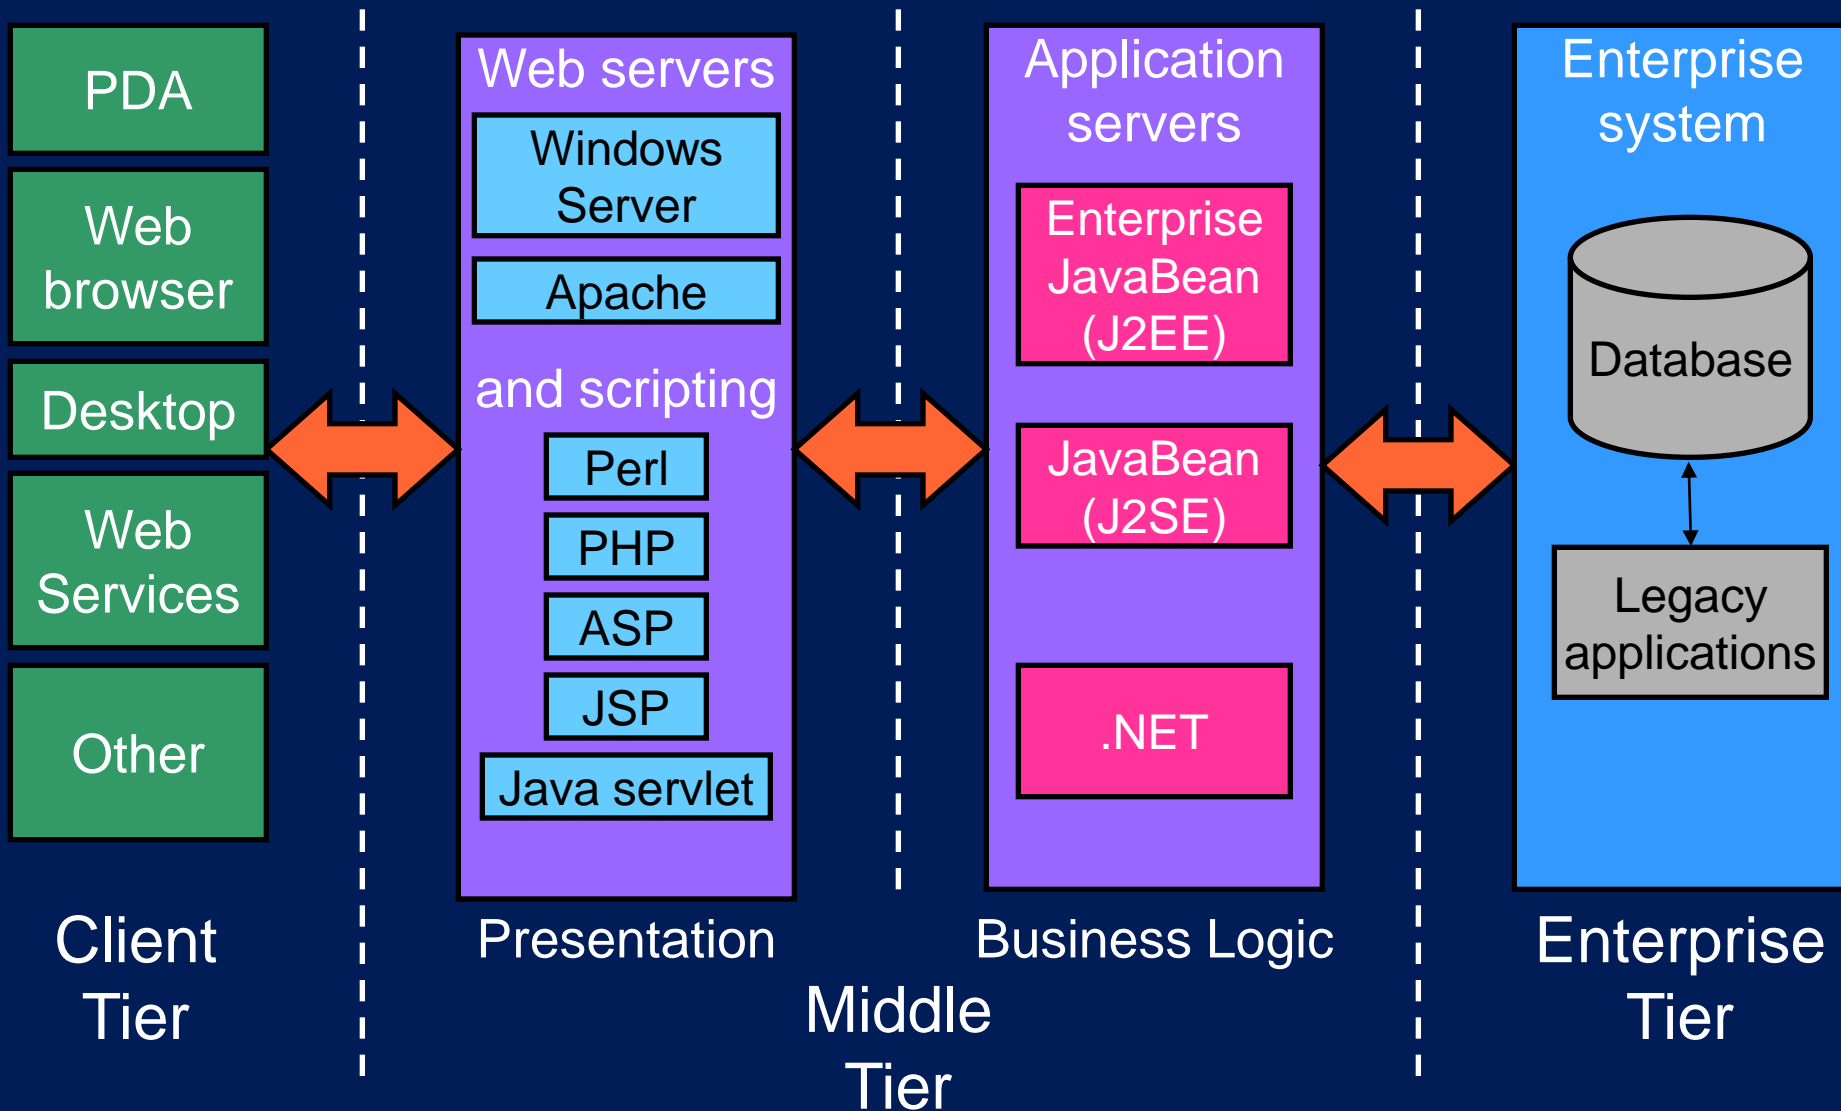 PDA
Web
browser
Desktop
Web
Services
Other
Client
Tier
Web servers
Windows
Server
Apache
and scripting
Perl
PHP
ASP
JSP
Java servlet
Presentation
Application
servers
Enterprise
JavaBean
(J2EE)
JavaBean
(J2SE)
.NET
Business Logic
Middle
Tier
Enterprise
system
Database
Legacy
applications
Enterprise
Tier